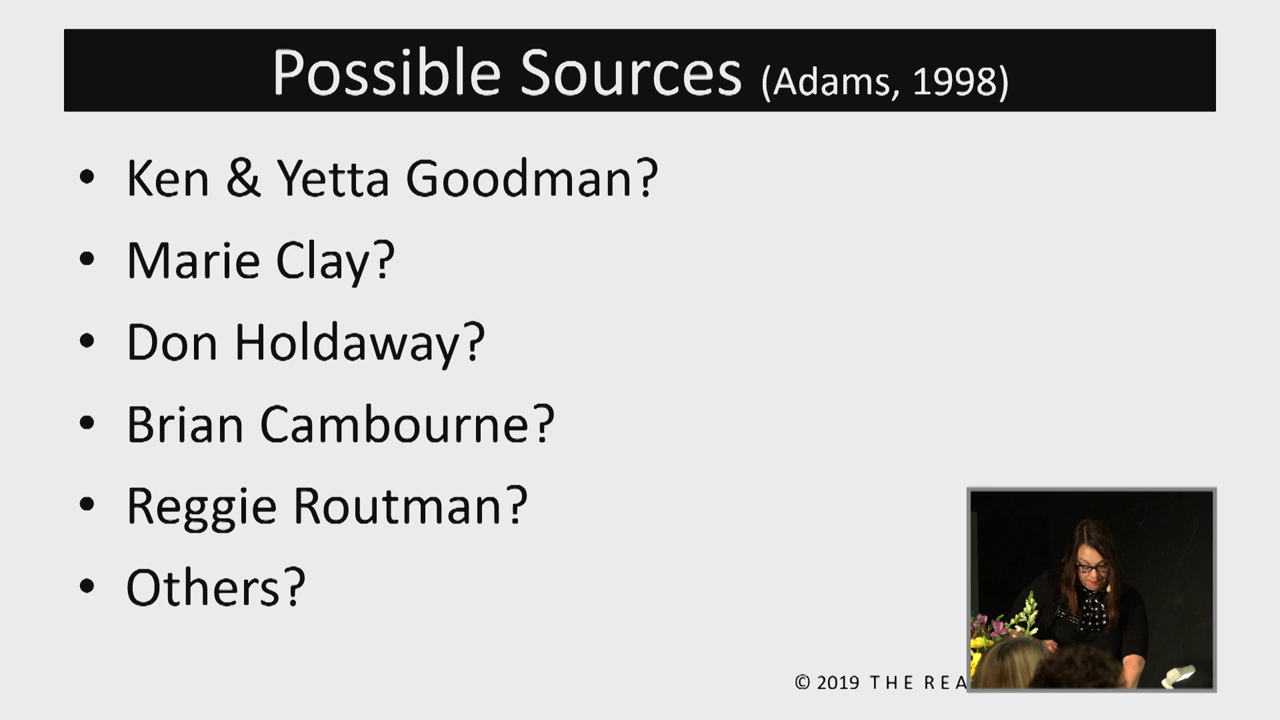 Possible Sources (Adams, 1998)
• Ken & Yetta Goodman?
• Marie Clay?
• Don Holdaway?
• Brian Cambourne?
• Reggie Routman?
• Others?
© 2019 THE REA